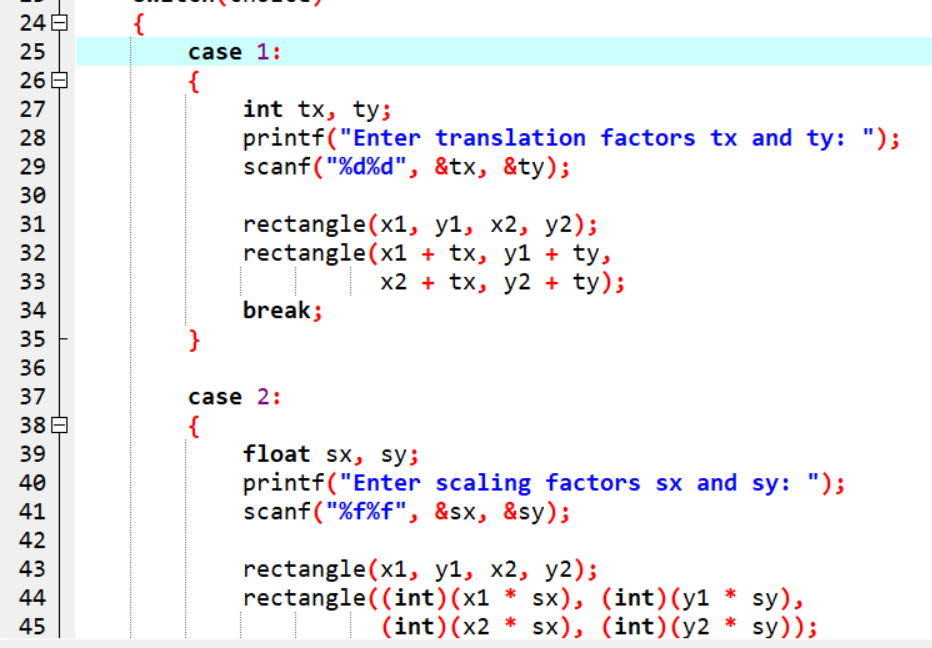 24 {
25 case 1:
26 {
27 int tx, ty;
28 printf("Enter translation factors tx and ty: ");
29 scanf("%d%d", &tx, &ty);
30
31 rectangle(x1, y1, x2, y2);
32 rectangle(x1 + tx, y1 + ty,
33 x2 + tx, y2 + ty);
34 break;
35 }
36
37 case 2:
38 {
39 float sx, sy;
40 printf("Enter scaling factors sx and sy: ");
41 scanf("%f%f", &sx, &sy);
42
43 rectangle(x1, y1, x2, y2);
44 rectangle((int)(x1 * sx), (int)(y1 * sy),
45 (int)(x2 * sx), (int)(y2 * sy));